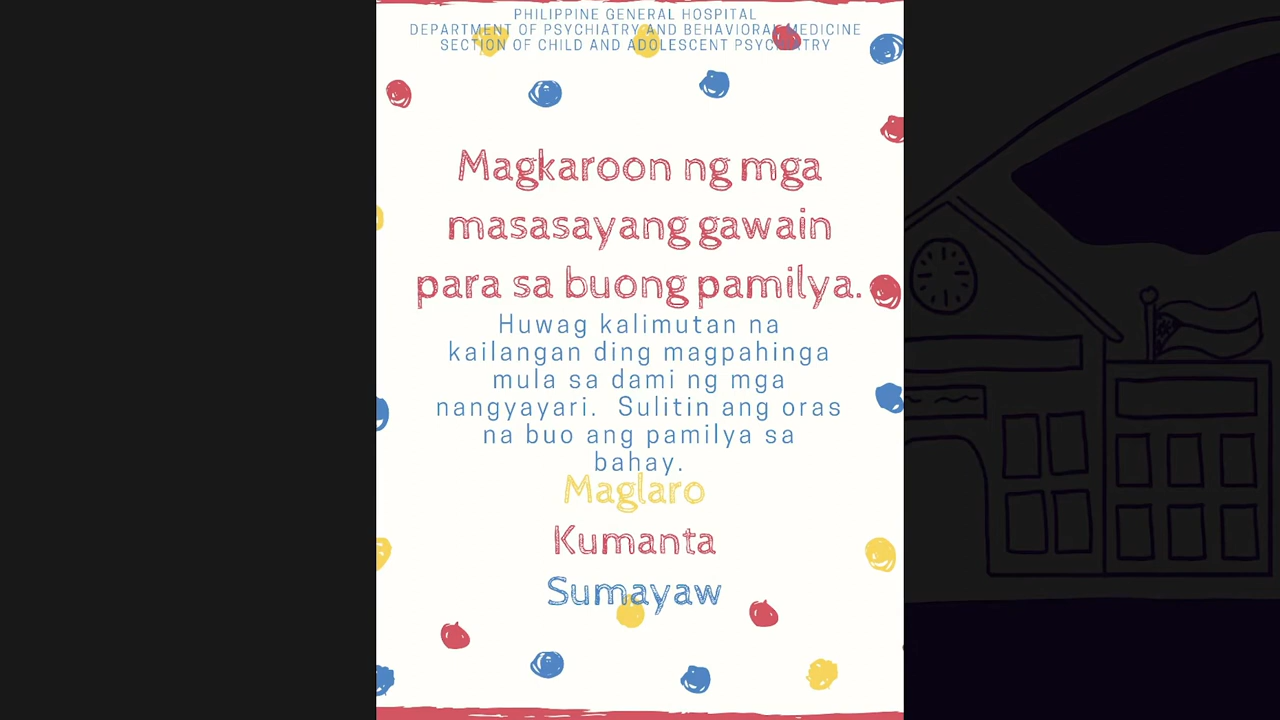 PHILIPPINE GENERAL HOSPITAL
DEPARTMENT OF PSYCHIATRY AND BEHAVIORAL MEDICINE
SECTION OF CHILD AND ADOLESCENT PSYCHIATRY
Magkaroon ng mga
masasayang gawain
para sa buong pamilya.
Huwag kalimutan na
kailangan ding magpahinga
mula sa dami ng mga
nangyayari. Sulitin ang oras
na buo ang pamilya sa
bahay.
Maglaro
Kumanta
Sumayaw